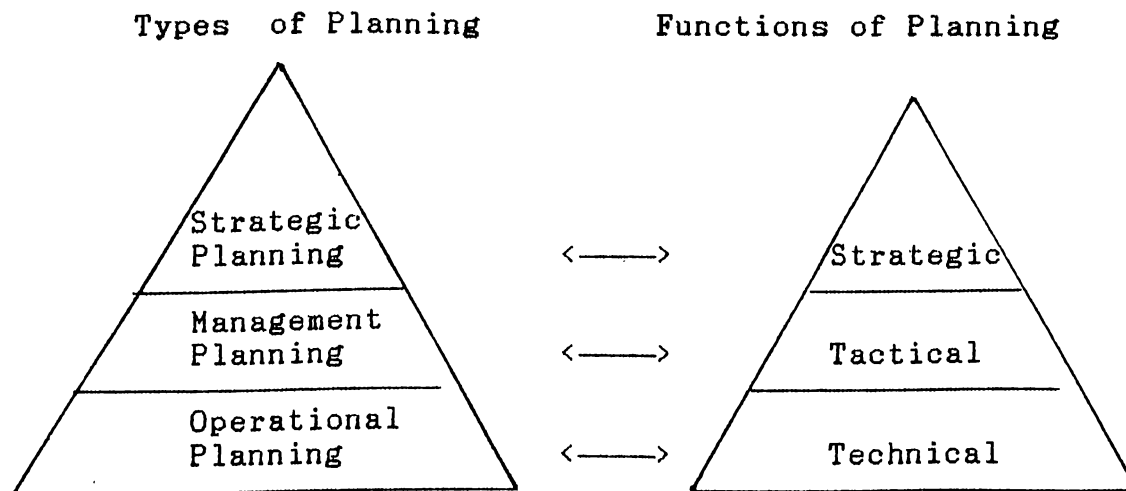 Types of Planning
Functions of Planning
Strategic
Planning
<---->
Strategic
Management
Planning
<---->
Tactical
Operational
Planning
<---->
Technical